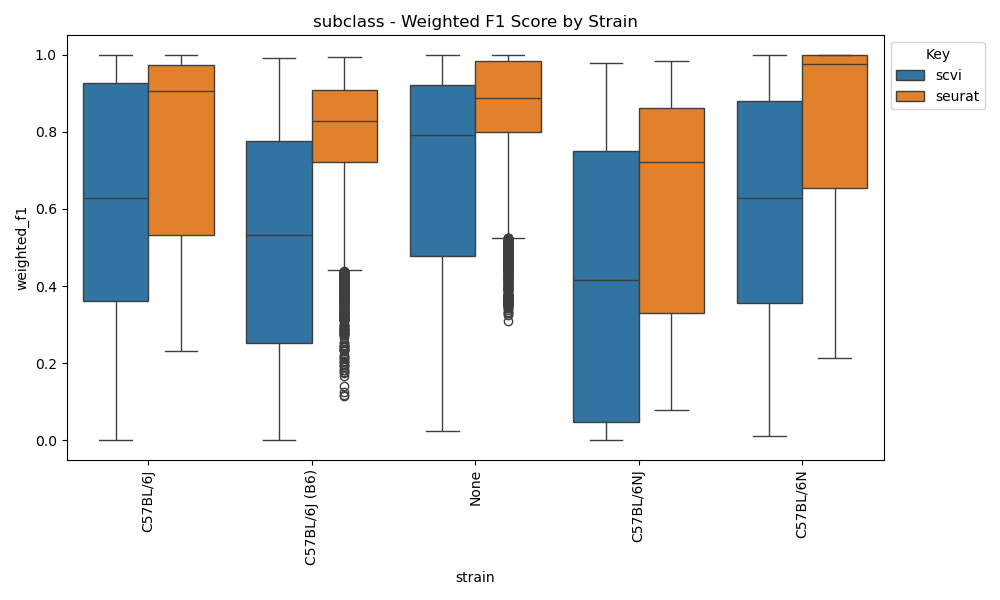 subclass - Weighted F1 Score by Strain
Key
scvi
seurat
weighted_f1
1.0
0.8
0.6
0.4
0.2
0.0
C57BL/6J
C57BL/6J (B6)
None
C57BL/6NJ
C57BL/6N
strain